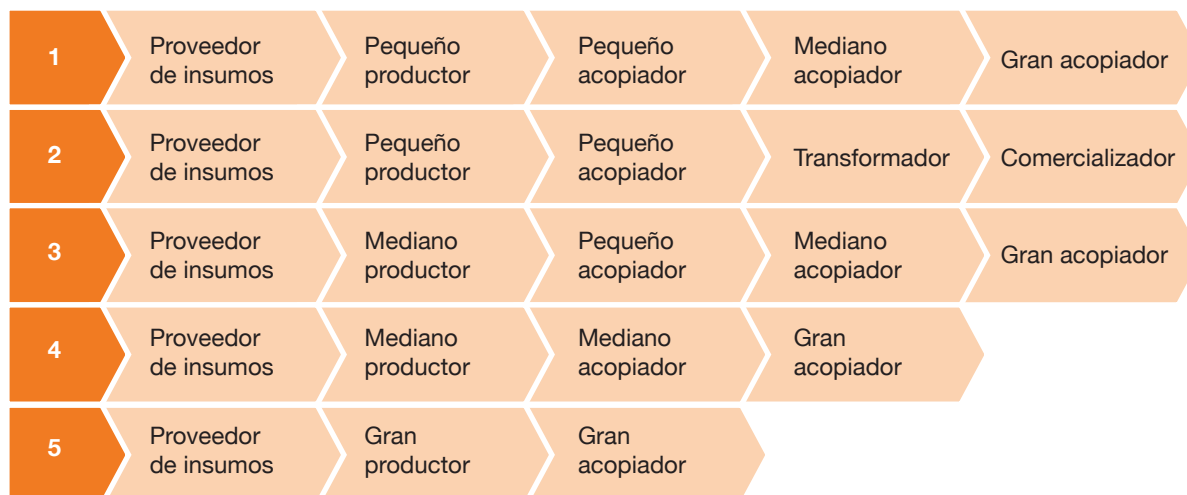 1
Proveedor
de insumos
Pequeño
productor
Pequeño
acopiador
Mediano
acopiador
Gran acopiador
2
Proveedor
de insumos
Pequeño
productor
Pequeño
acopiador
Transformador
Comercializador
3
Proveedor
de insumos
Mediano
productor
Pequeño
acopiador
Mediano
acopiador
Gran acopiador
4
Proveedor
de insumos
Mediano
productor
Mediano
acopiador
Gran
acopiador
5
Proveedor
de insumos
Gran
productor
Gran
acopiador